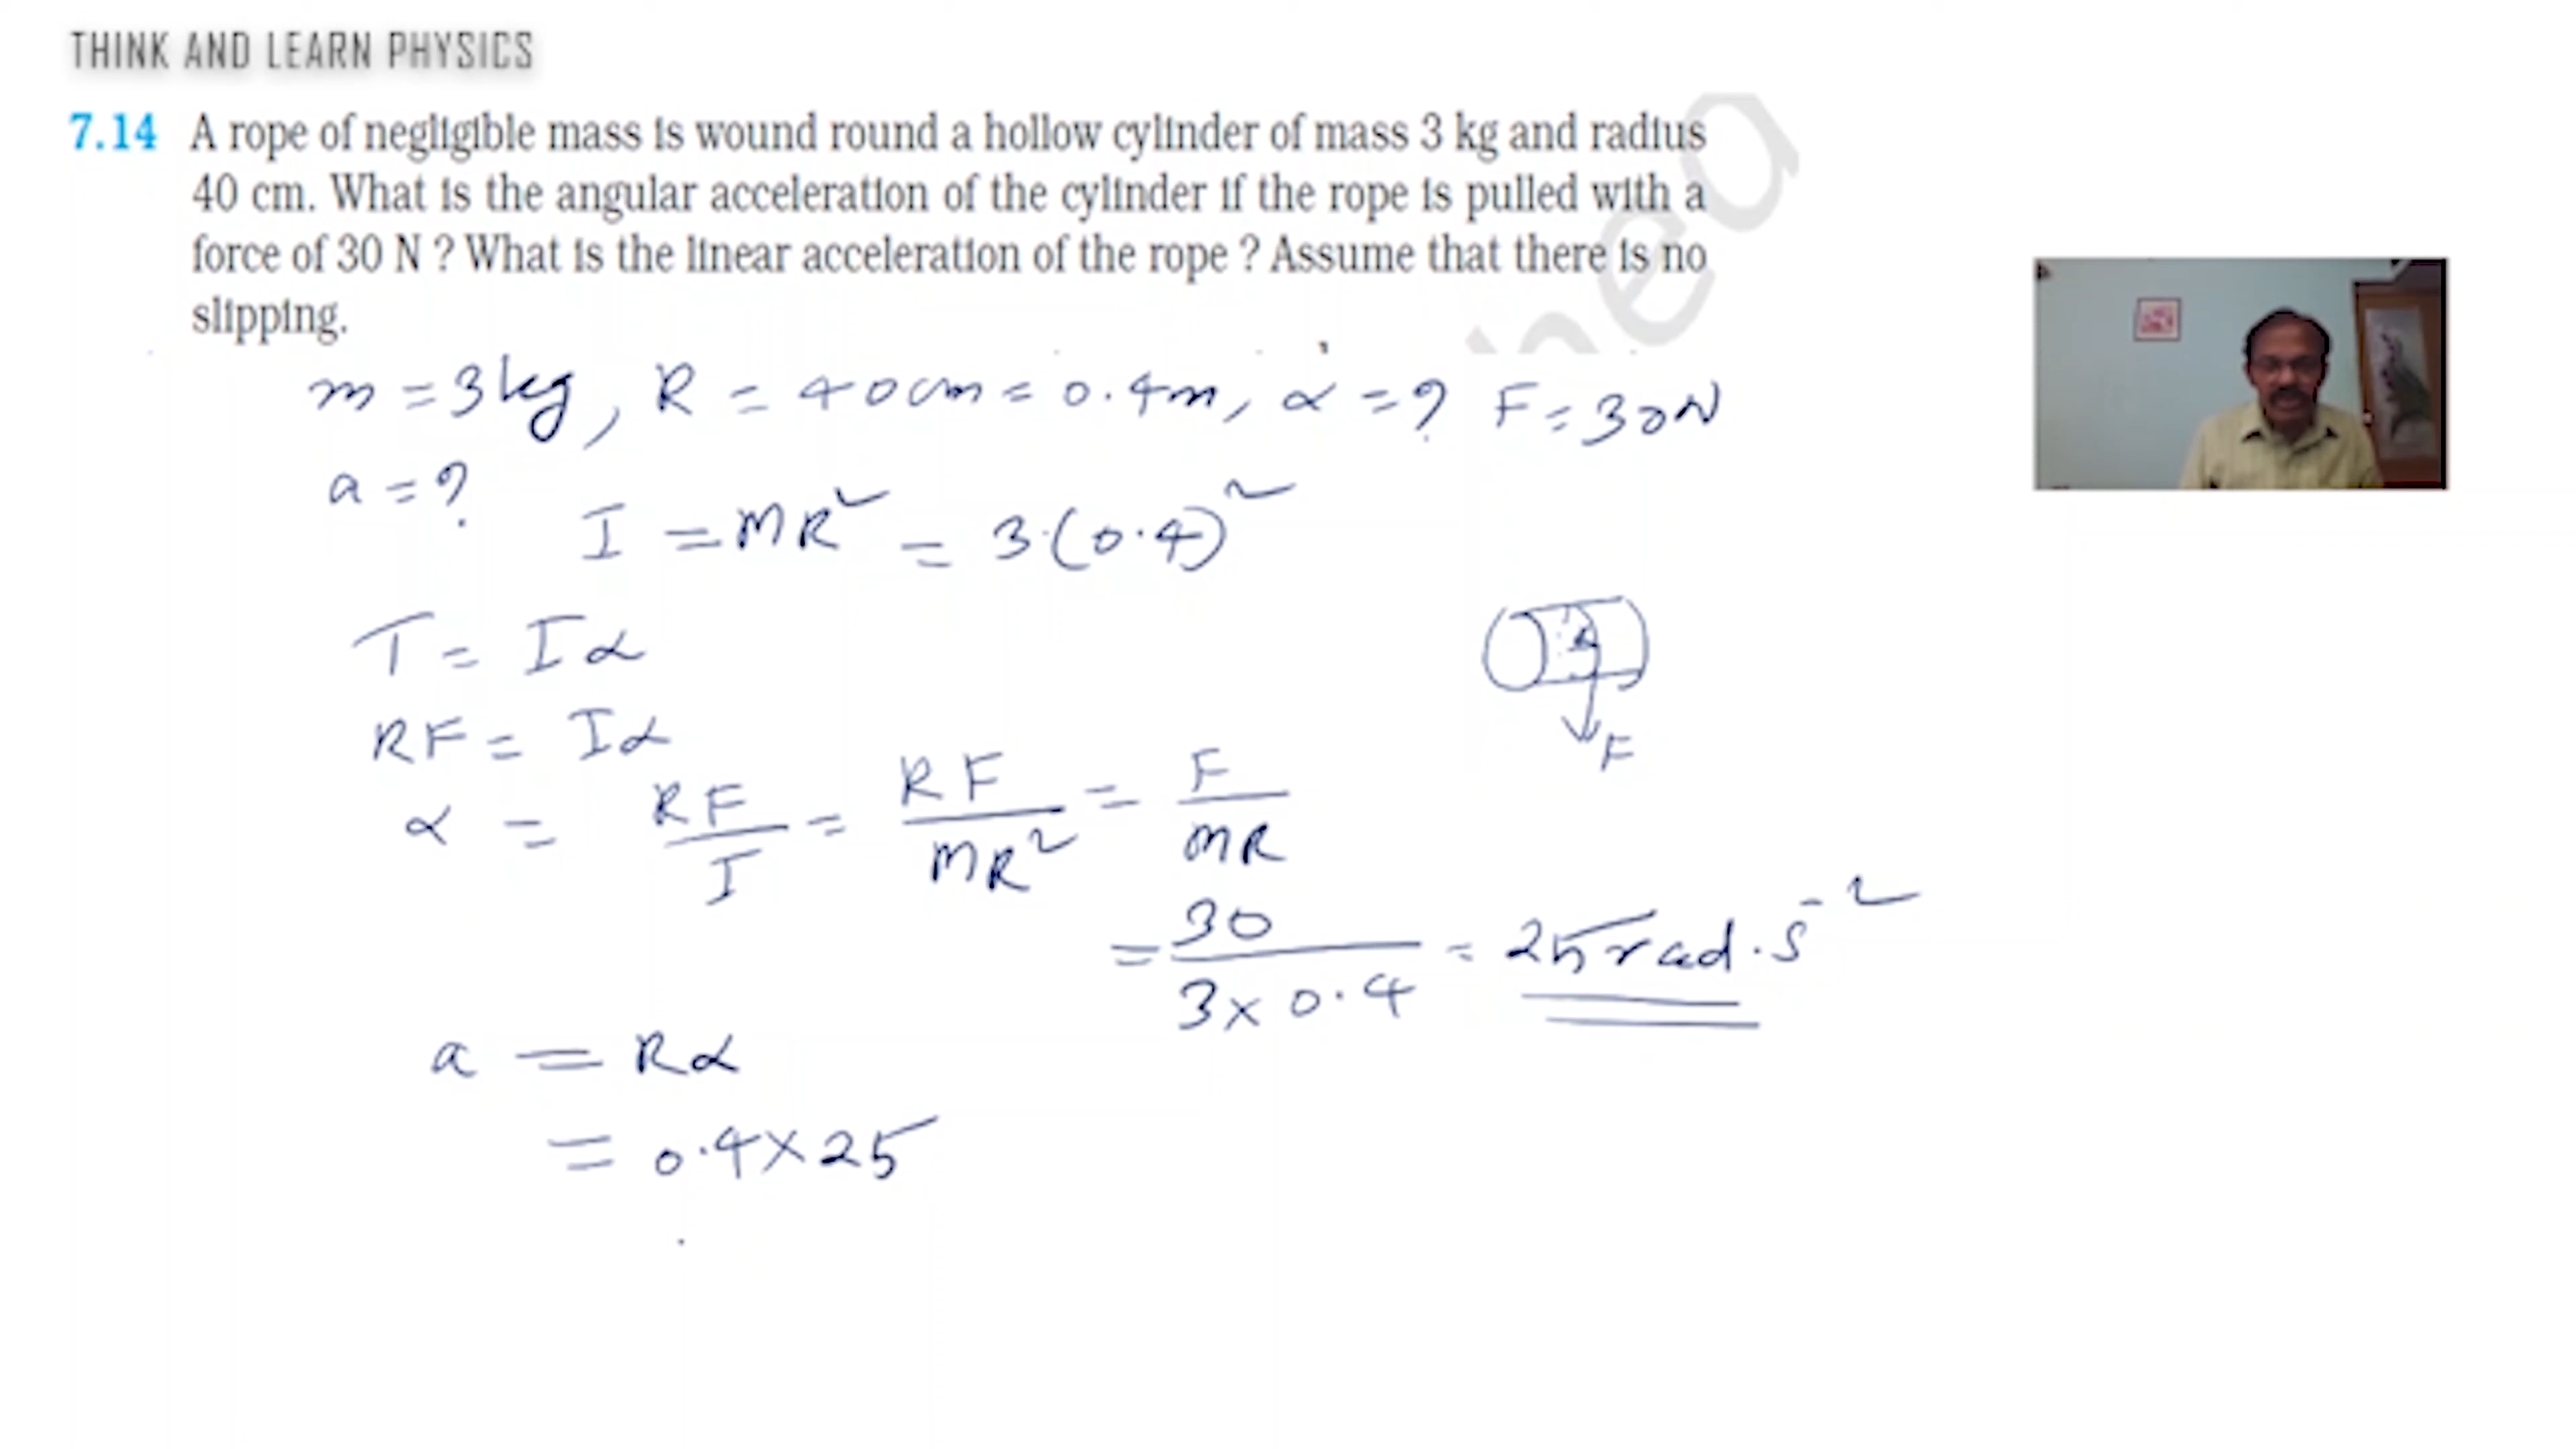 THINK AND LEARN PHYSICS
7.14 A rope of negligible mass is wound round a hollow cylinder of mass 3 kg and radius
40 cm. What is the angular acceleration of the cylinder if the rope is pulled with a
force of 30 N ? What is the linear acceleration of the rope ? Assume that there is no
slipping.
m = 3kg, R = 40cm = 0.4m, α = ? F = 30N
a = ?
I = MR² = 3·(0.4)²
τ = Iα
RF = Iα
F
α = RF/I = RF/MR² = F/MR
= 30/(3 x 0.4) = 25 rad.s⁻²
a = Rα
= 0.4 x 25